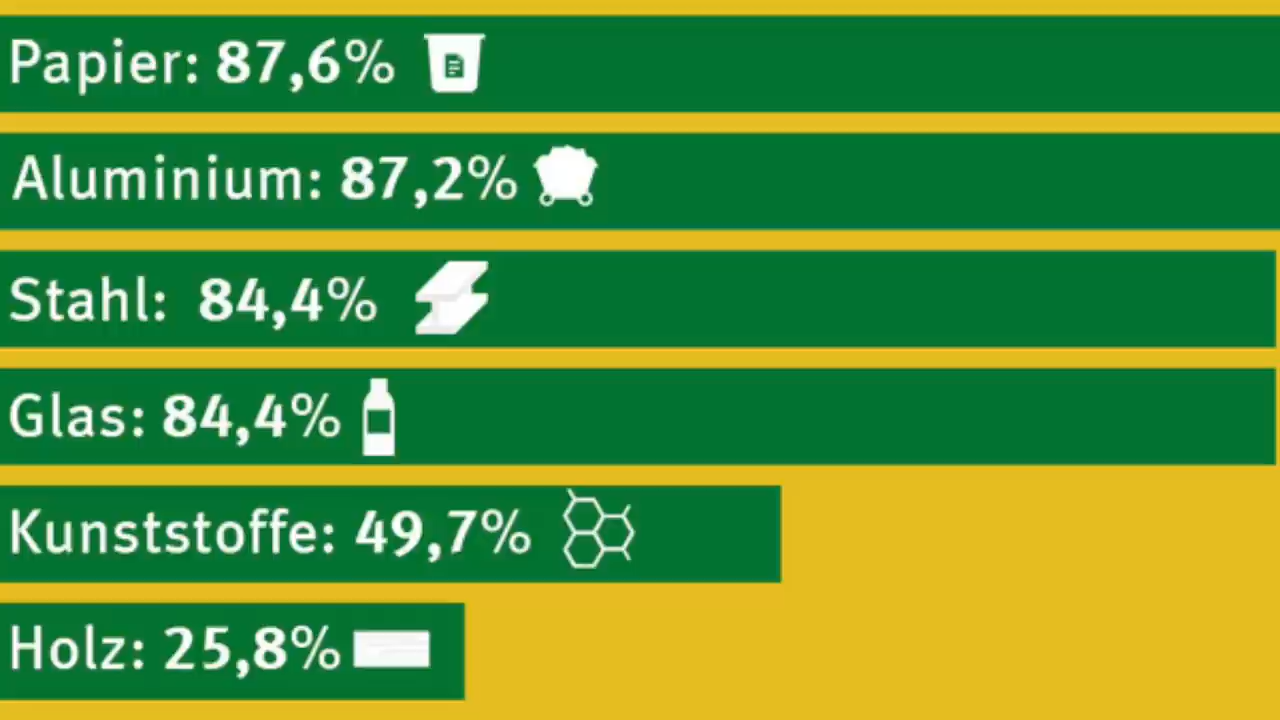 Papier: 87,6%
Aluminium: 87,2%
Stahl: 84,4%
Glas: 84,4%
Kunststoffe: 49,7%
Holz: 25,8%